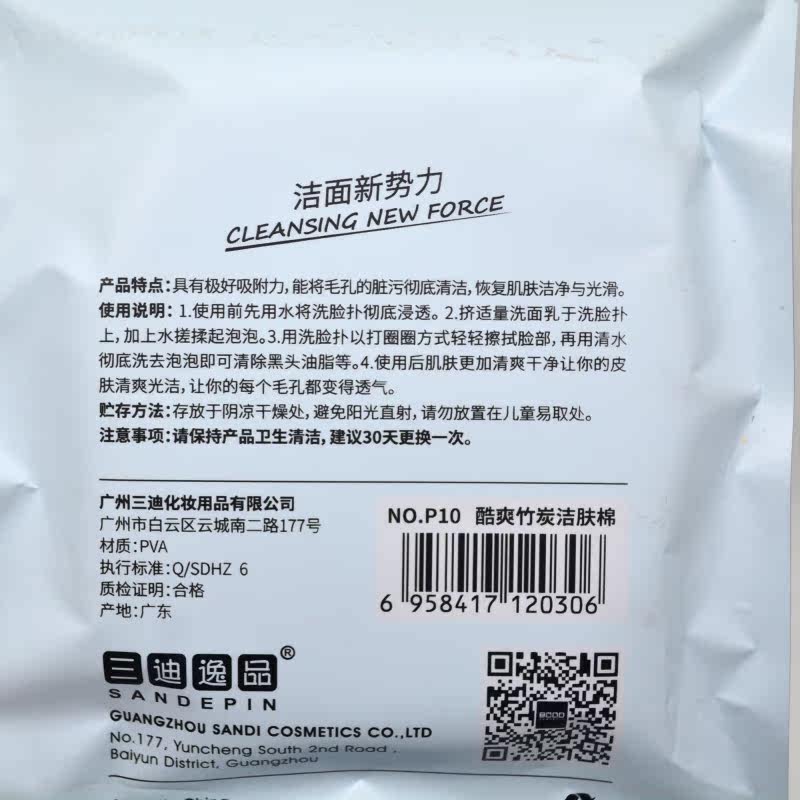 洁面新势力
CLEANSING NEW FORCE
产品特点：具有极好吸附力，能将毛孔的脏污彻底清洁，恢复肌肤洁净与光滑。
使用说明：1.使用前先用水将洗脸扑彻底浸透。2.挤适量洗面乳于洗脸扑
上，加上水搓揉起泡泡。3.用洗脸扑以打圈圈方式轻轻擦拭脸部，再用清水
彻底洗去泡泡即可清除黑头油脂等。4.使用后肌肤更加清爽干净让你的皮
肤清爽光洁，让你的每个毛孔都变得透气。
贮存方法：存放于阴凉干燥处，避免阳光直射，请勿放置在儿童易取处。
注意事项：请保持产品卫生清洁，建议30天更换一次。
广州三迪化妆用品有限公司
广州市白云区云城南二路177号
材质：PVA
执行标准：Q/SDHZ 6
质检证明：合格
产地：广东
NO.P10 酷爽竹炭洁肤棉
6 958417 120306
三迪逸品®
SANDEPIN
GUANGZHOU SANDI COSMETICS CO.,LTD
No.177, Yuncheng South 2nd Road ,
Baiyun District, Guangzhou